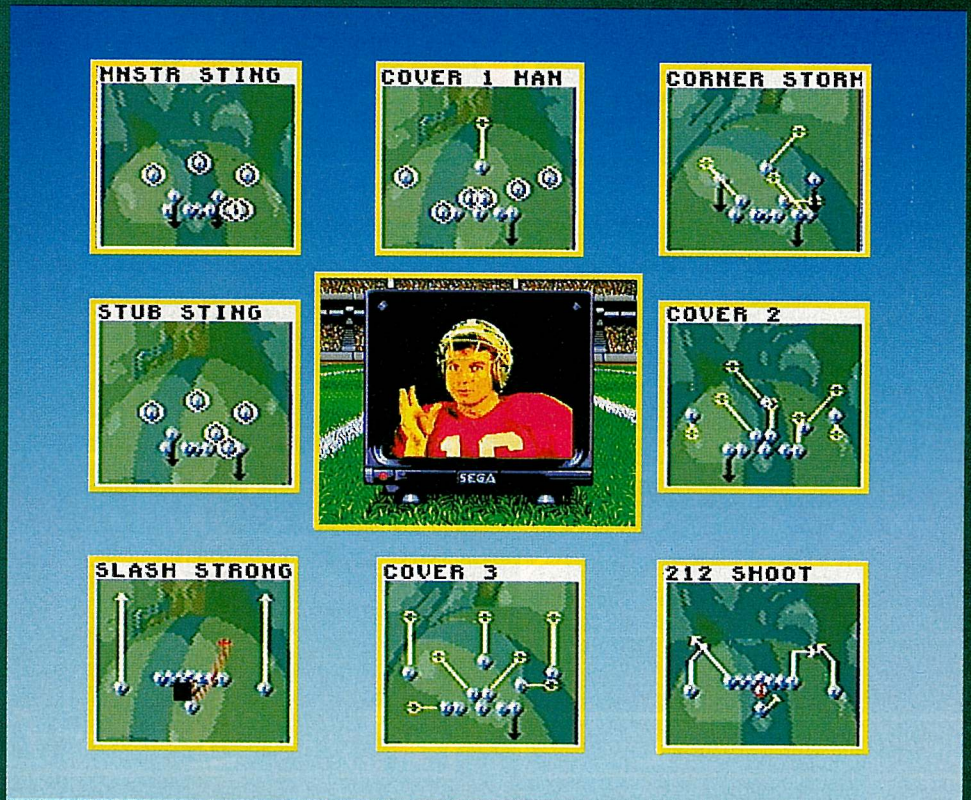 MNSTR STING
COVER 1 MAN
CORNER STORM
STUB STING
16
SEGA
COVER 2
SLASH STRONG
COVER 3
212 SHOOT